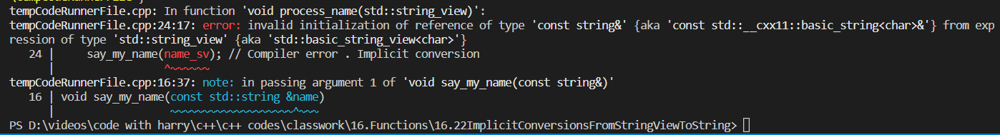 tempCodeRunnerFile.cpp: In function 'void process_name(std::string_view)':
tempCodeRunnerFile.cpp:24:17: error: invalid initialization of reference of type 'const string&' {aka 'const std::__cxx11::basic_string<char>&'} from exp
ression of type 'std::string_view' {aka 'std::basic_string_view<char>'}
   24 |     say_my_name(name_sv); // Compiler error . Implicit conversion
      |                 ^~~~~~~
tempCodeRunnerFile.cpp:16:37: note: in passing argument 1 of 'void say_my_name(const string&)'
   16 | void say_my_name(const std::string &name)
      |                  ~~~~~~~~~~~~~~~~~~~^~~~
PS D:\videos\code with harry\c++\c++ codes\classwork\16.Functions\16.22ImplicitConversionsFromStringViewToString>